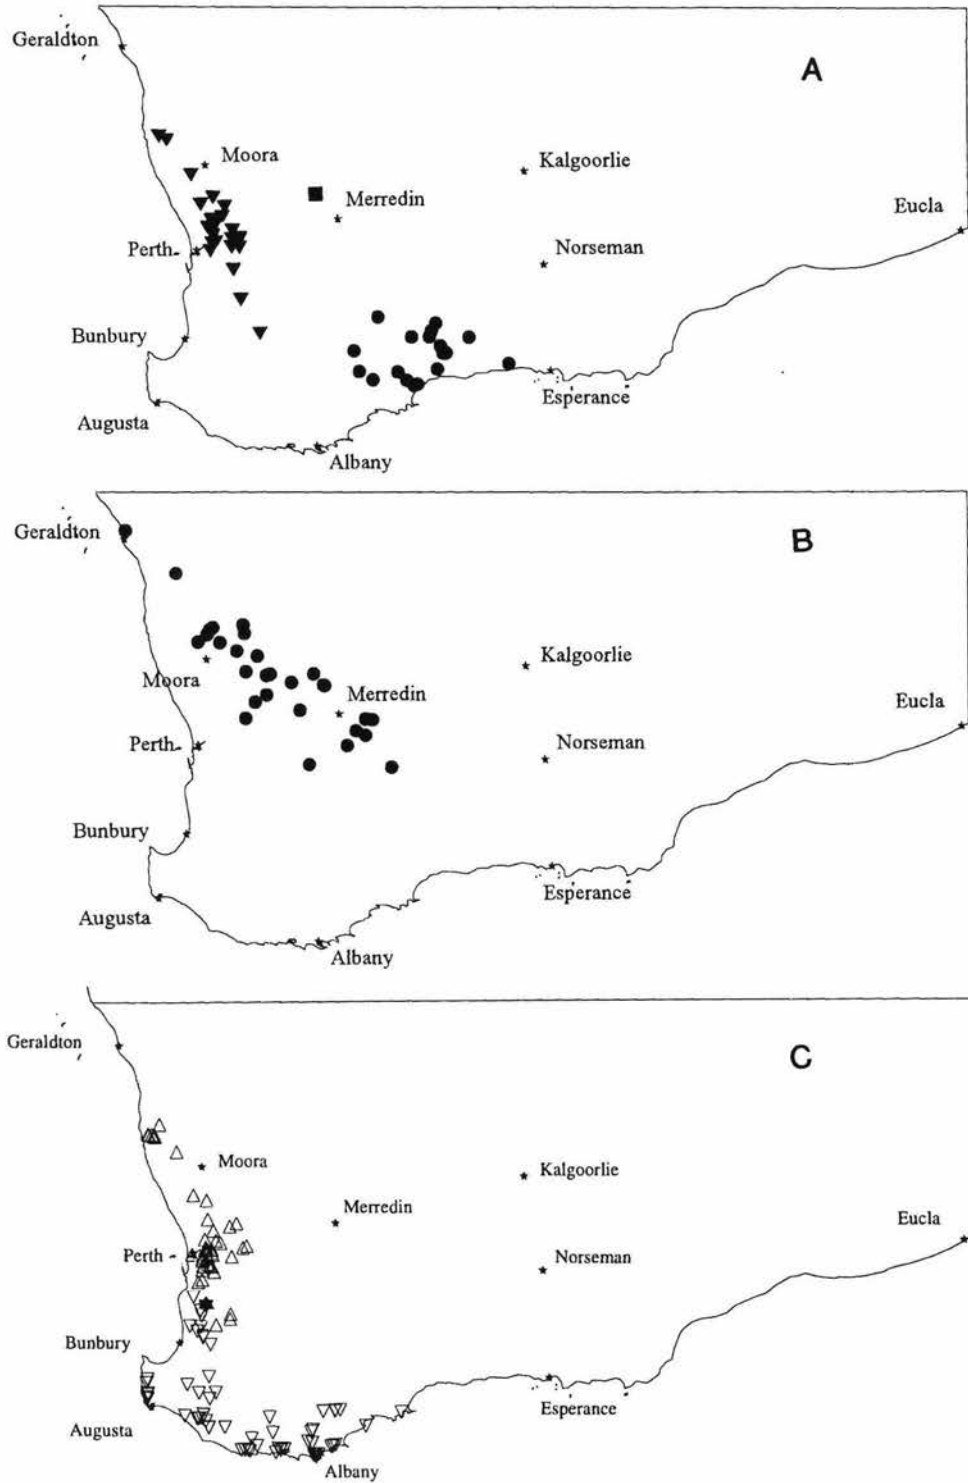 Geraldton
A
Moora
Kalgoorlie
Merredin
Eucla
Perth
Norseman
Bunbury
Esperance
Augusta
Albany
Geraldton
B
Kalgoorlie
Moora
Merredin
Eucla
Perth
Norseman
Bunbury
Esperance
Augusta
Albany
Geraldton
C
Moora
Kalgoorlie
Merredin
Eucla
Perth
Norseman
Bunbury
Esperance
Augusta
Albany